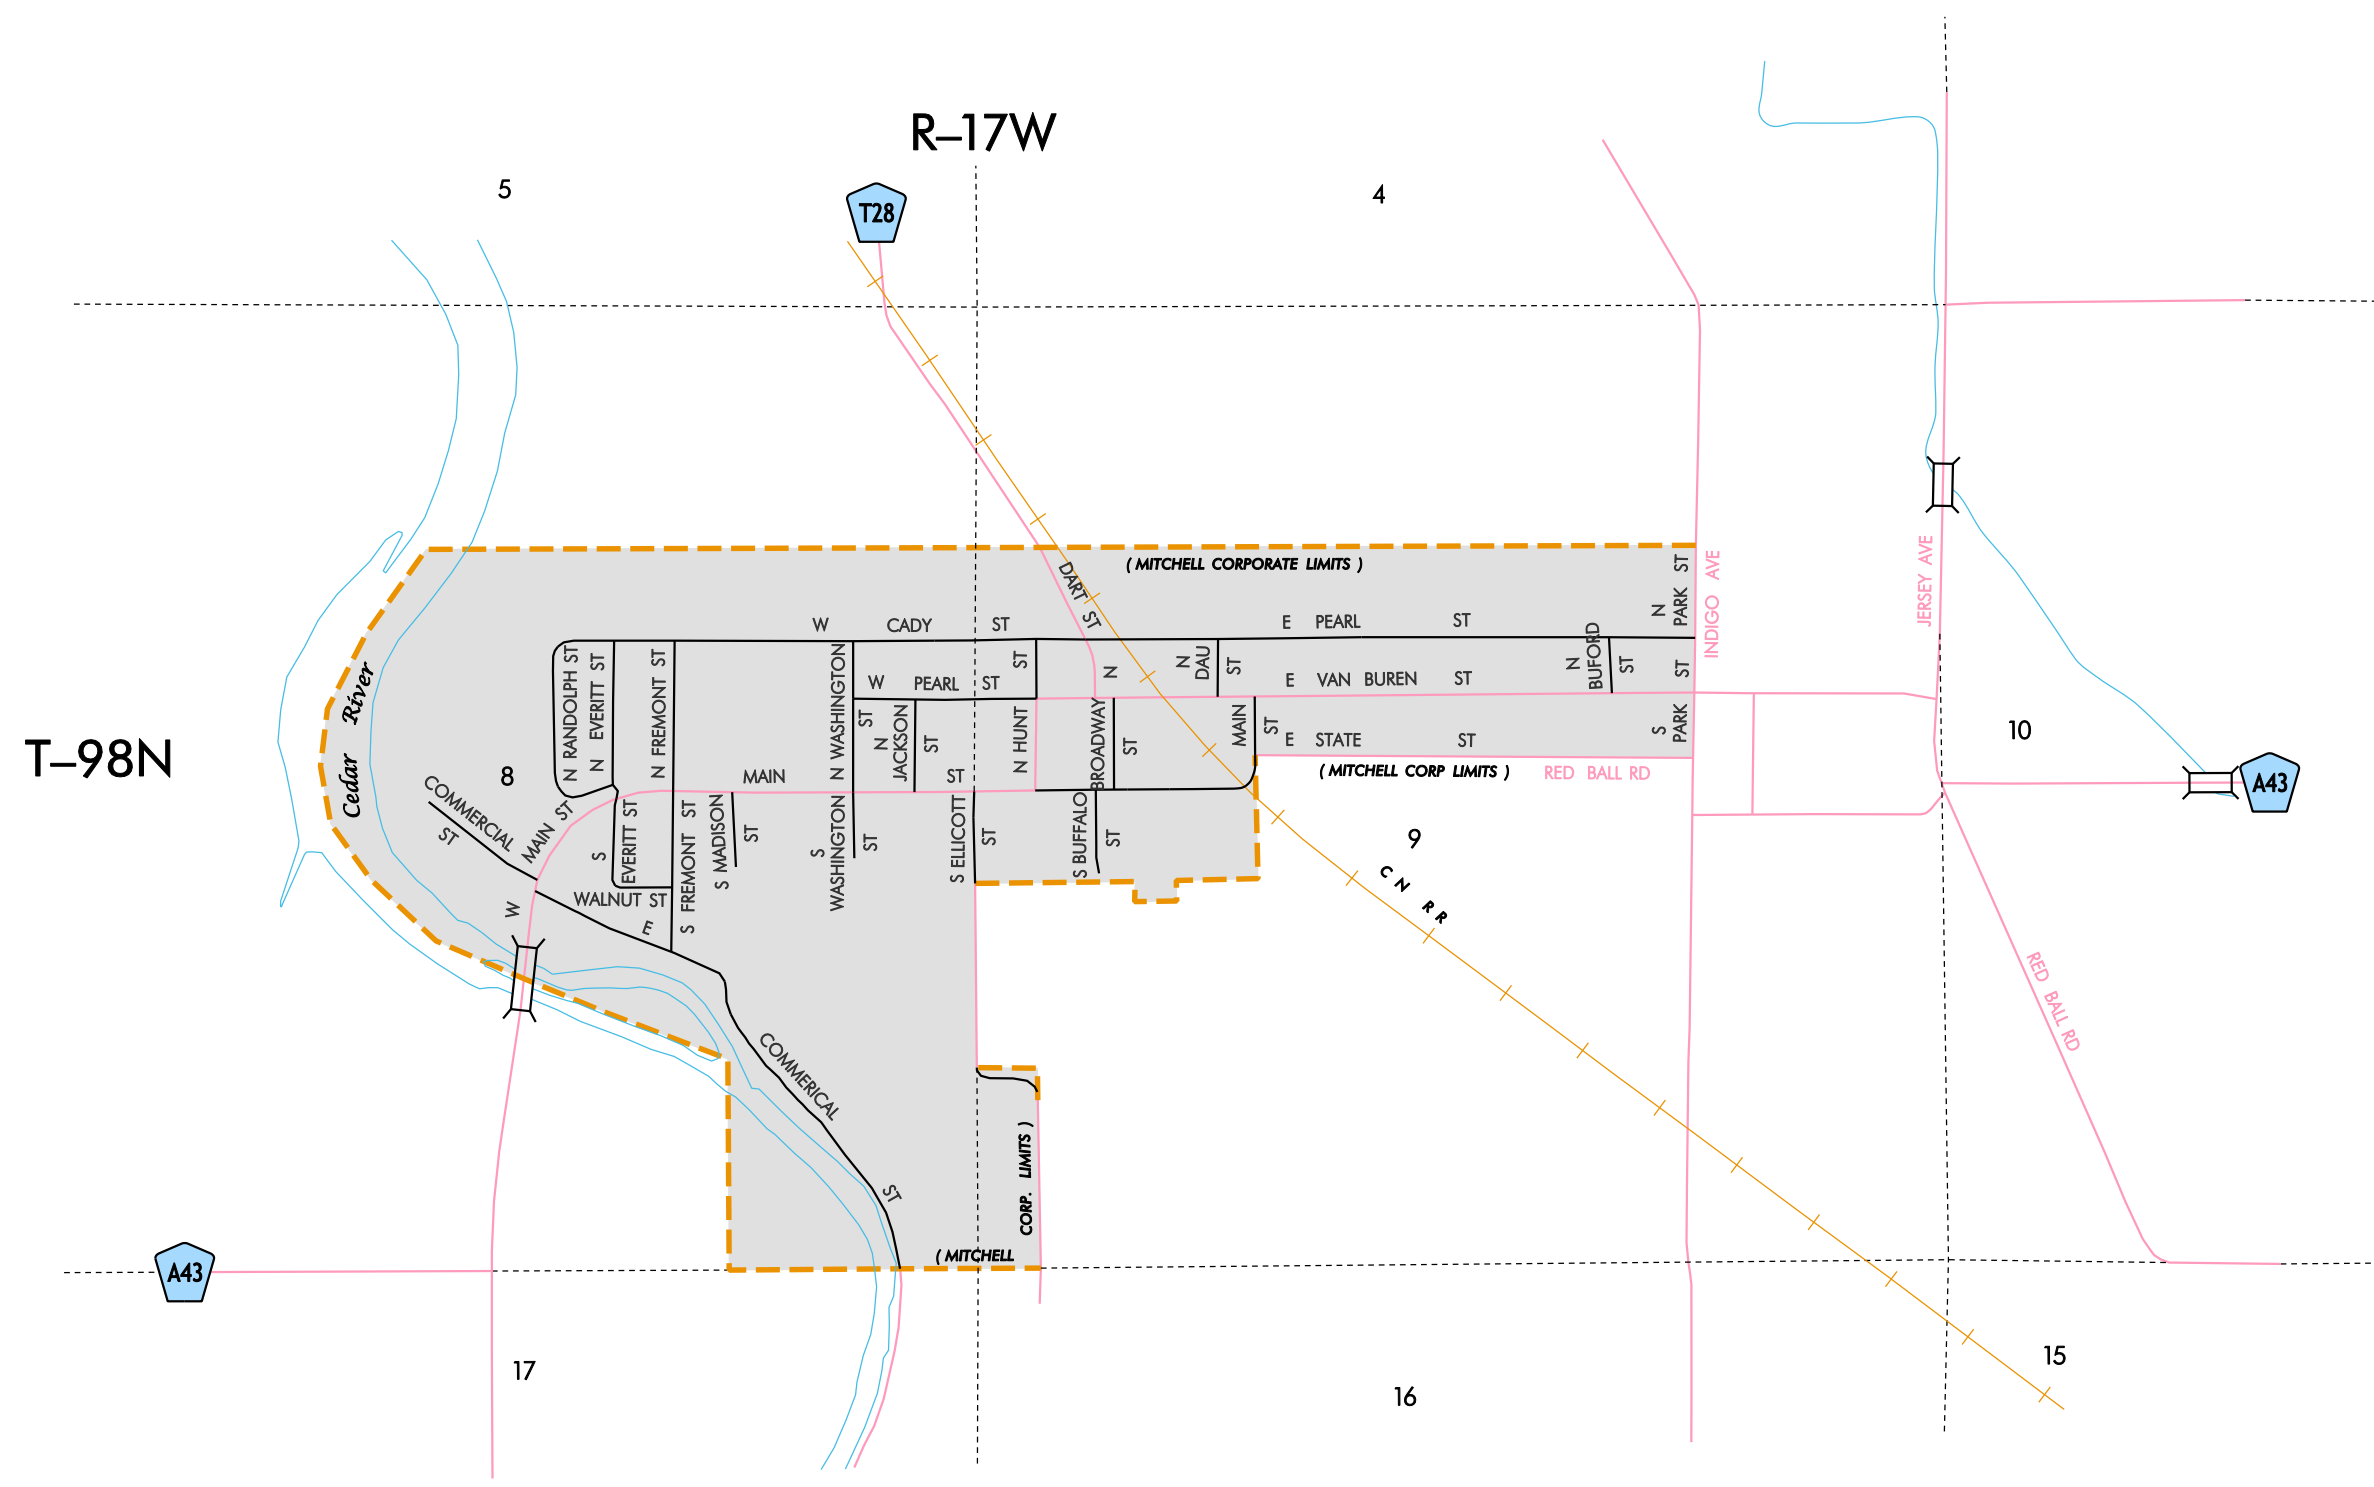 R–17W
5
4
T28
( MITCHELL CORPORATE LIMITS )
DART ST
N PARK ST
INDIGO AVE
JERSEY AVE
W CADY ST
E PEARL ST
N RANDOLPH ST
N EVERITT ST
N FREMONT ST
N WASHINGTON ST
W PEARL ST
N HUNT ST
N BROADWAY ST
N DAU ST
E VAN BUREN ST
N BUFORD ST
S PARK ST
N JACKSON ST
MAIN ST
E STATE ST
( MITCHELL CORP LIMITS )
RED BALL RD
10
T–98N
Cedar River
8
COMMERCIAL ST
W MAIN ST
MAIN ST
A43
S EVERITT ST
S FREMONT ST
S MADISON ST
S WASHINGTON ST
S ELLICOTT ST
S BUFFALO ST
9
C N R R
WALNUT ST
E COMMERICAL ST
RED BALL RD
CORP. LIMITS )
( MITCHELL
A43
17
16
15